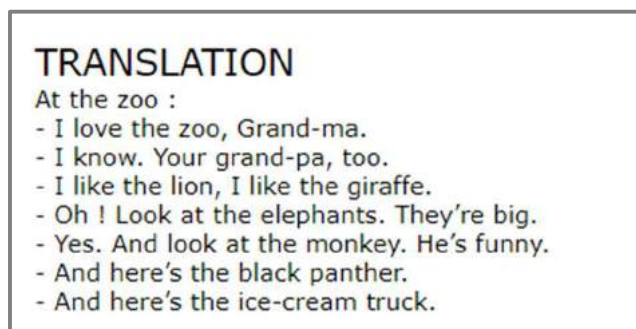 TRANSLATION
At the zoo :
- I love the zoo, Grand-ma.
- I know. Your grand-pa, too.
- I like the lion, I like the giraffe.
- Oh ! Look at the elephants. They’re big.
- Yes. And look at the monkey. He’s funny.
- And here’s the black panther.
- And here’s the ice-cream truck.